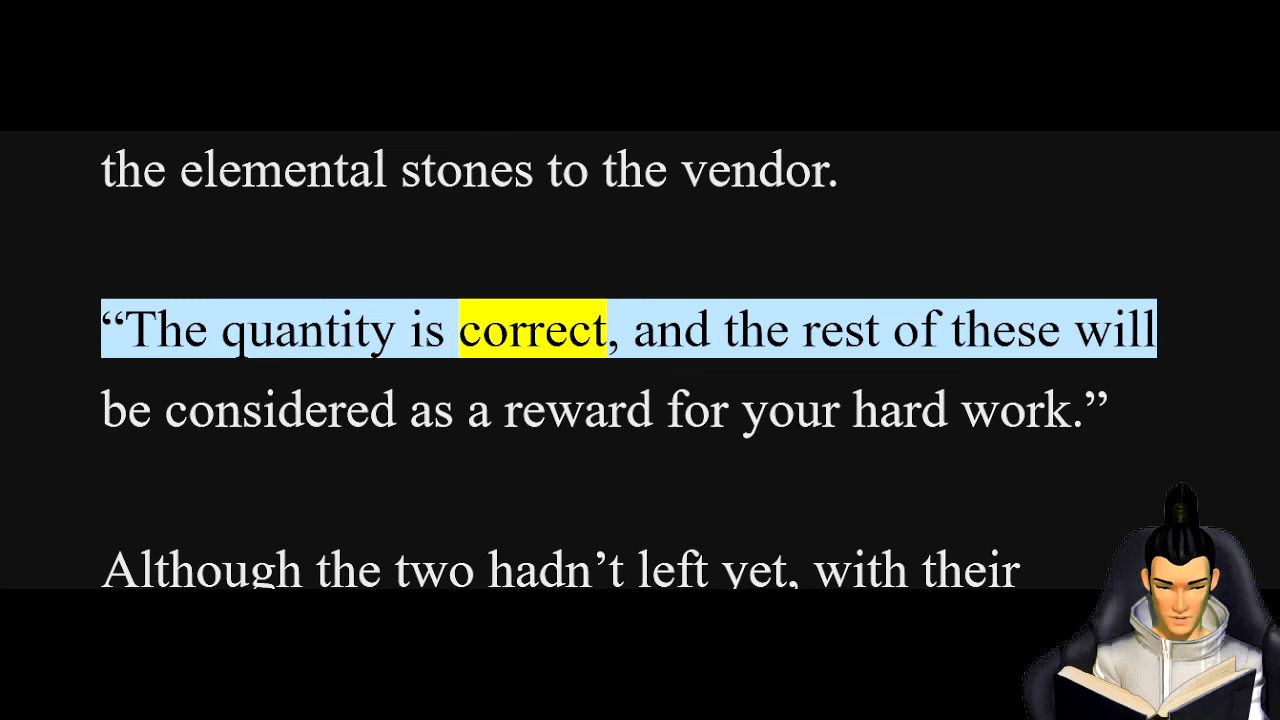 the elemental stones to the vendor.
“The quantity is correct, and the rest of these will
be considered as a reward for your hard work.”
Although the two hadn’t left yet, with their